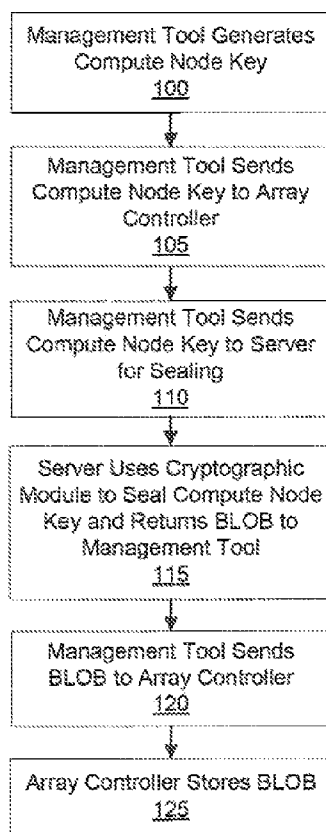 Management Tool Generates
Compute Node Key
100
Management Tool Sends
Compute Node Key to Array
Controller
105
Management Tool Sends
Compute Node Key to Server
for Sealing
110
Server Uses Cryptographic
Module to Seal Compute Node
Key and Returns BLOB to
Management Tool
115
Management Tool Sends
BLOB to Array Controller
120
Array Controller Stores BLOB
125